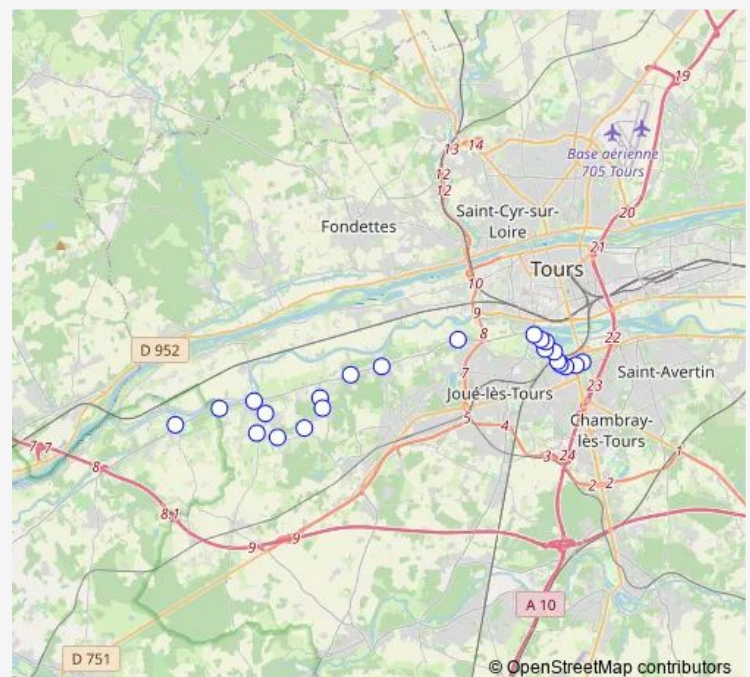 19
13 14
Base aérienne
705 Tours
12
12
Saint-Cyr-sur-
Loire
20
Fondettes
21
Tours
10
9
8
22
D 952
7
Saint-Avertin
23
Joué-lès-Tours
5
4
Chambray-
lès-Tours
7 7
8
3 24
1
2 2
8.1
9 9
A 10
D 751
© OpenStreetMap contributors